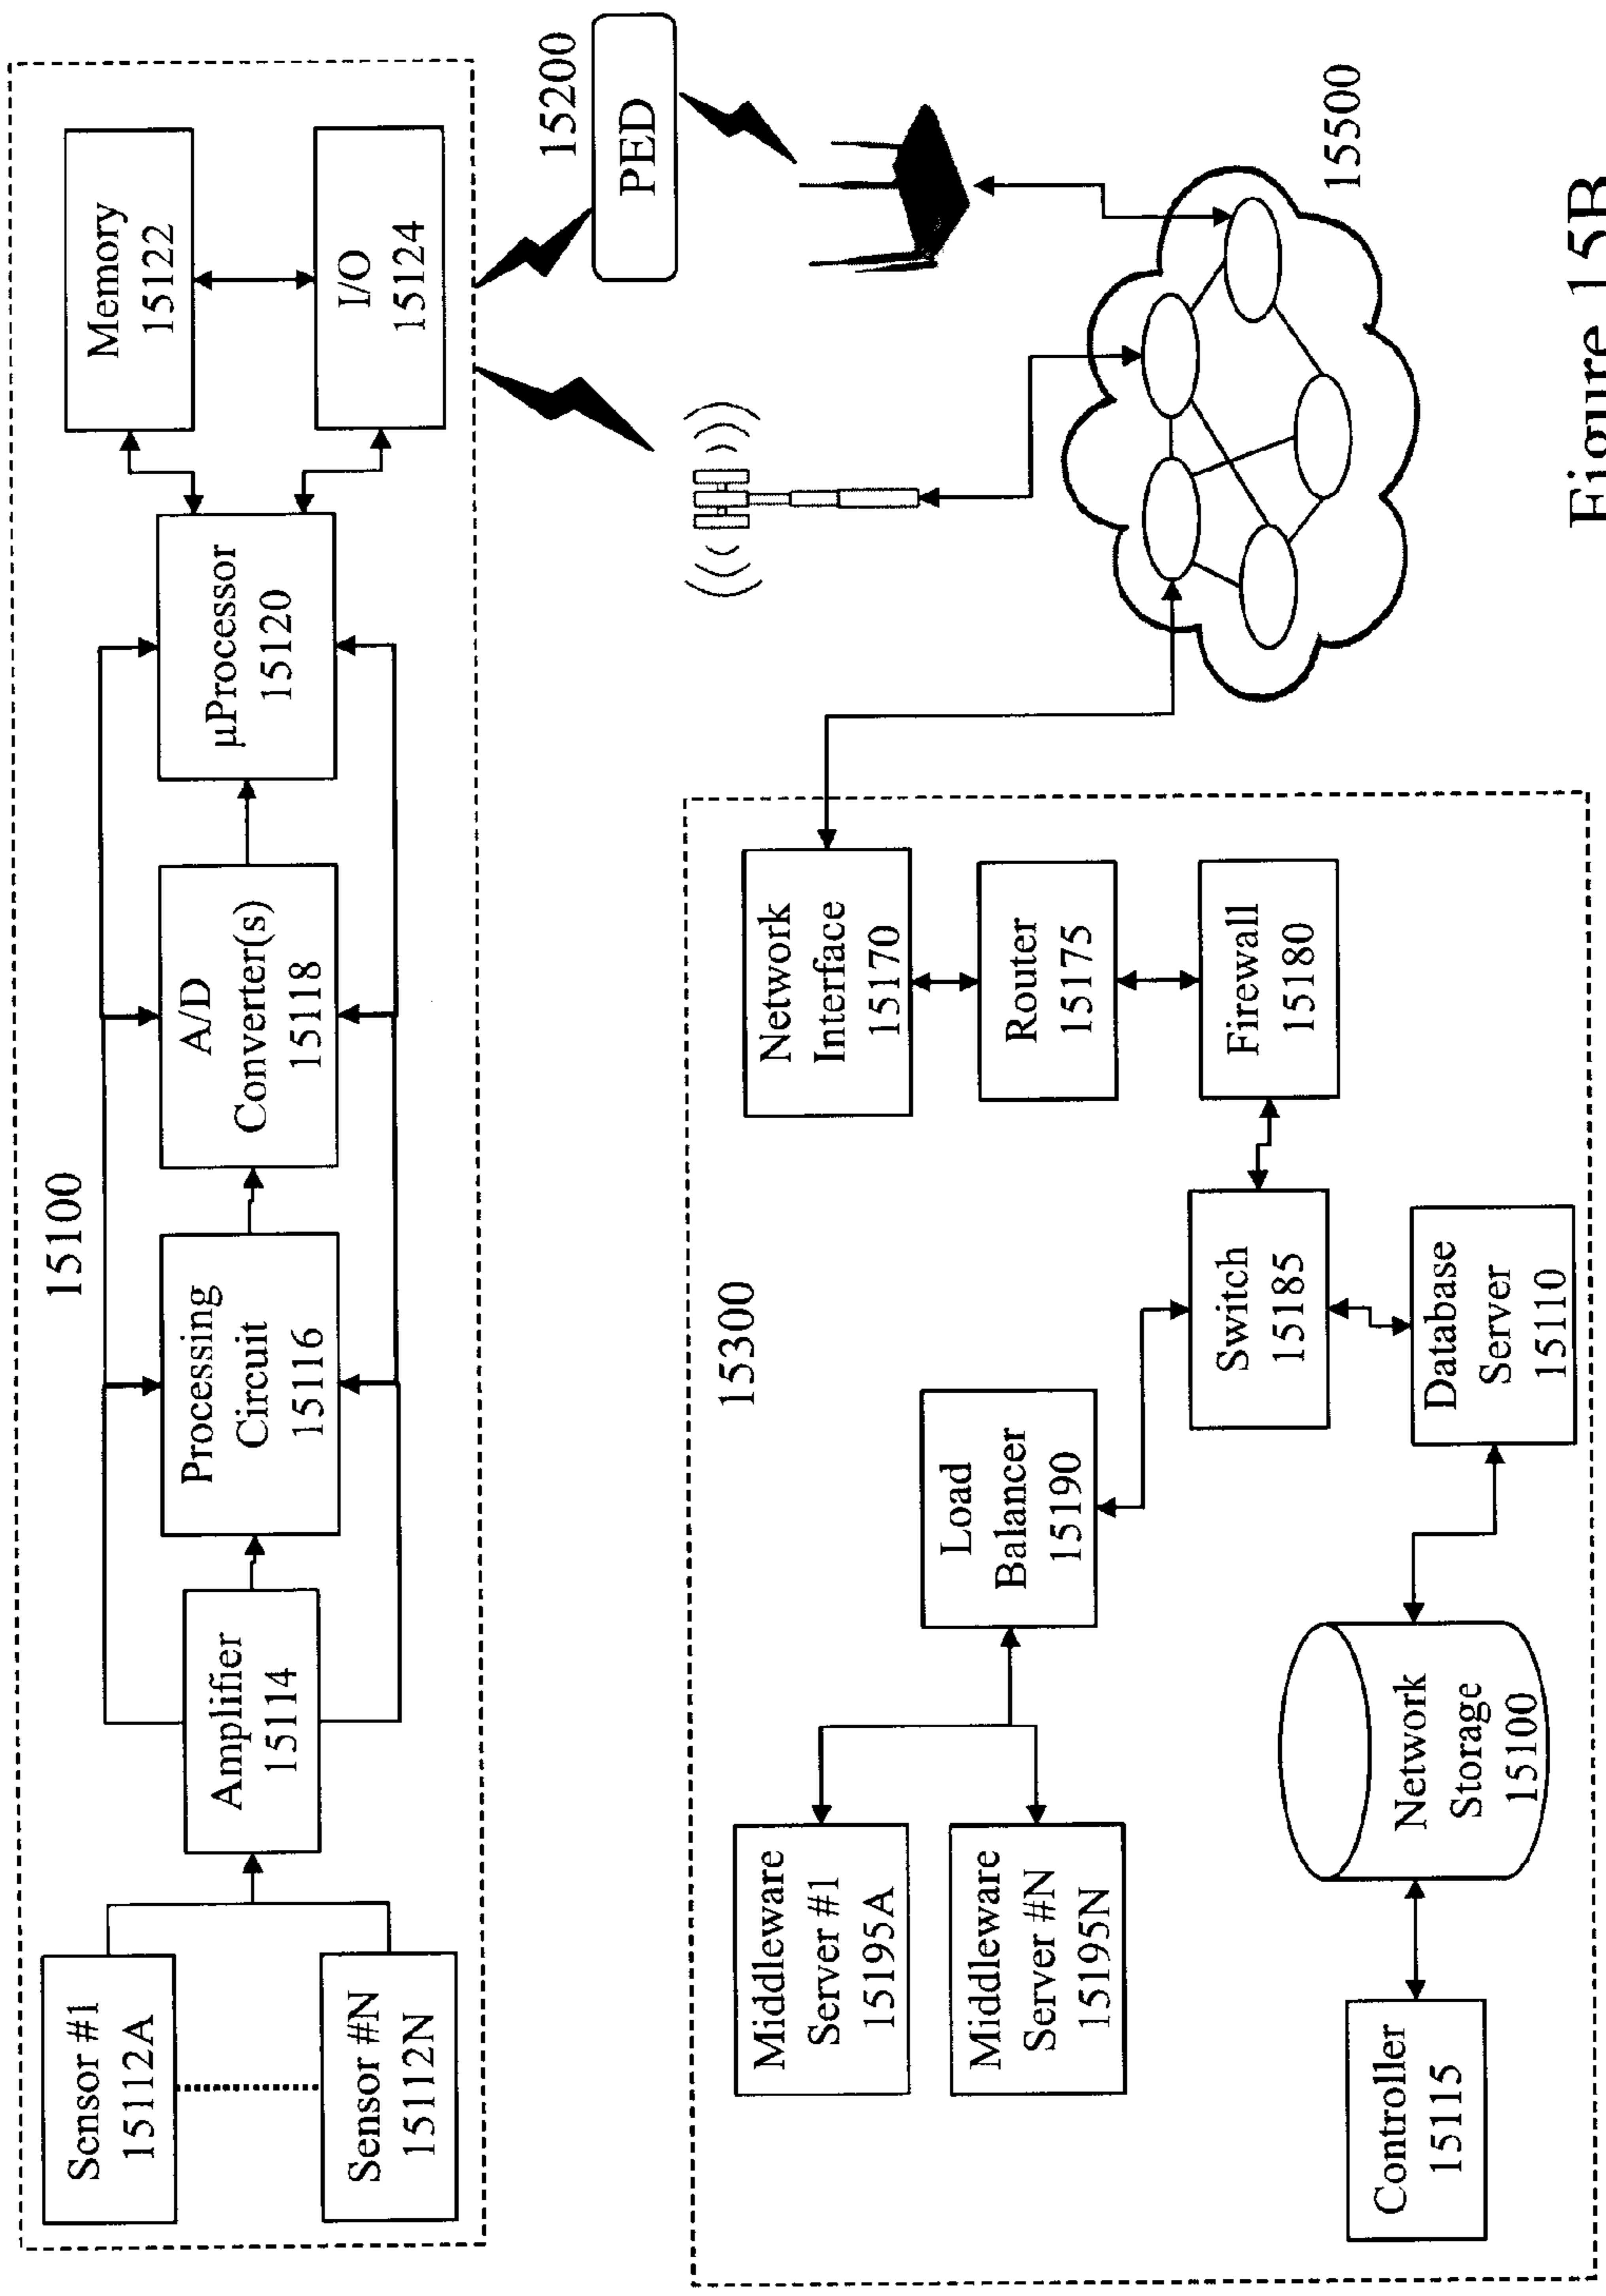 15100
Sensor #1
15112A
Sensor #N
15112N
Amplifier
15114
Processing
Circuit
15116
A/D
Converter(s)
15118
µProcessor
15120
Memory
15122
I/O
15124
15200
PED
15300
Middleware
Server #1
15195A
Middleware
Server #N
15195N
Load
Balancer
15190
Network
Interface
15170
Router
15175
Firewall
15180
Switch
15185
Database
Server
15110
Network
Storage
15100
Controller
15115
15500
Figure 15B